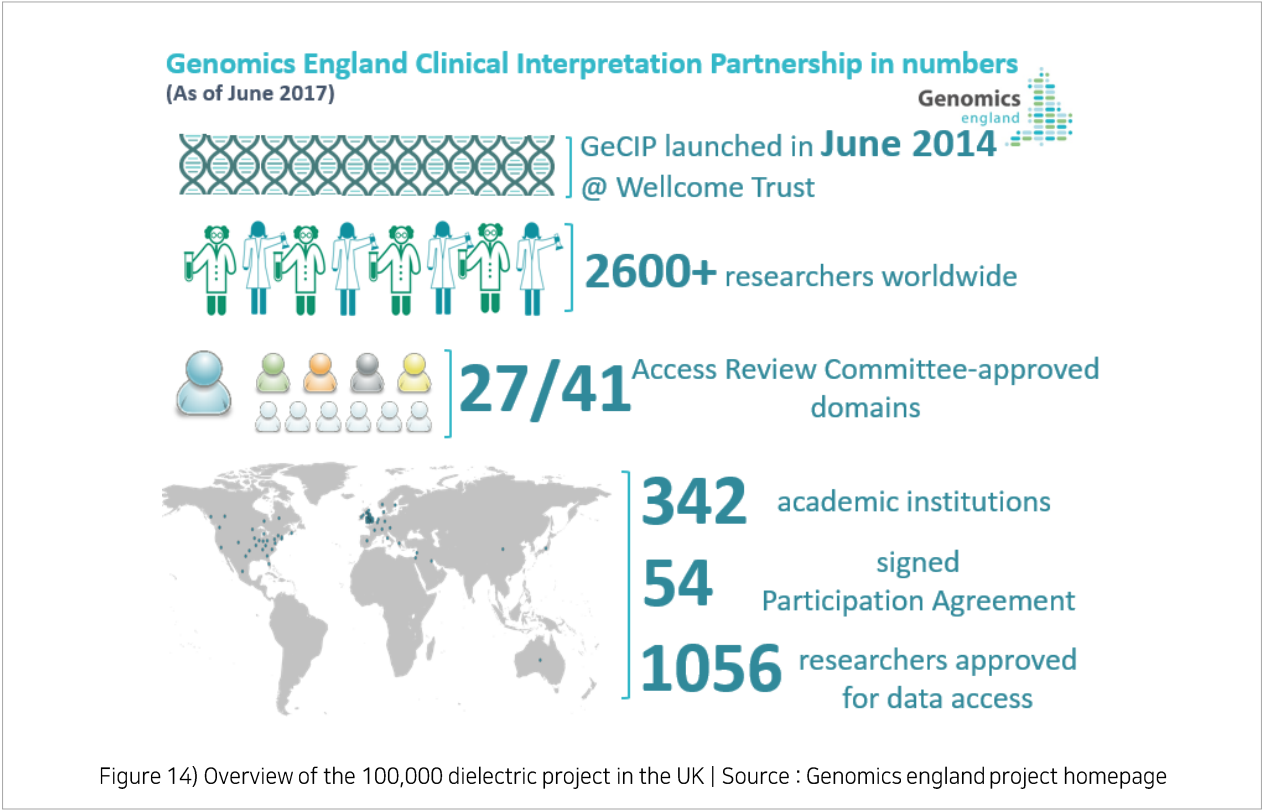 Genomics England Clinical Interpretation Partnership in numbers
(As of June 2017)
Genomics
england
GeCIP launched in June 2014
@ Wellcome Trust
2600+ researchers worldwide
27/41 Access Review Committee-approved
domains
342 academic institutions
54 signed
Participation Agreement
1056 researchers approved
for data access
Figure 14) Overview of the 100,000 dielectric project in the UK | Source : Genomics england project homepage